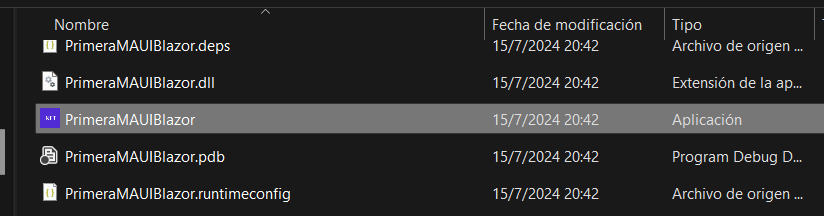 Nombre Fecha de modificación Tipo
PrimeraMAUIBlazor.deps 15/7/2024 20:42 Archivo de origen ...
PrimeraMAUIBlazor.dll 15/7/2024 20:42 Extensión de la ap...
PrimeraMAUIBlazor 15/7/2024 20:42 Aplicación
PrimeraMAUIBlazor.pdb 15/7/2024 20:42 Program Debug D...
PrimeraMAUIBlazor.runtimeconfig 15/7/2024 20:42 Archivo de origen ...